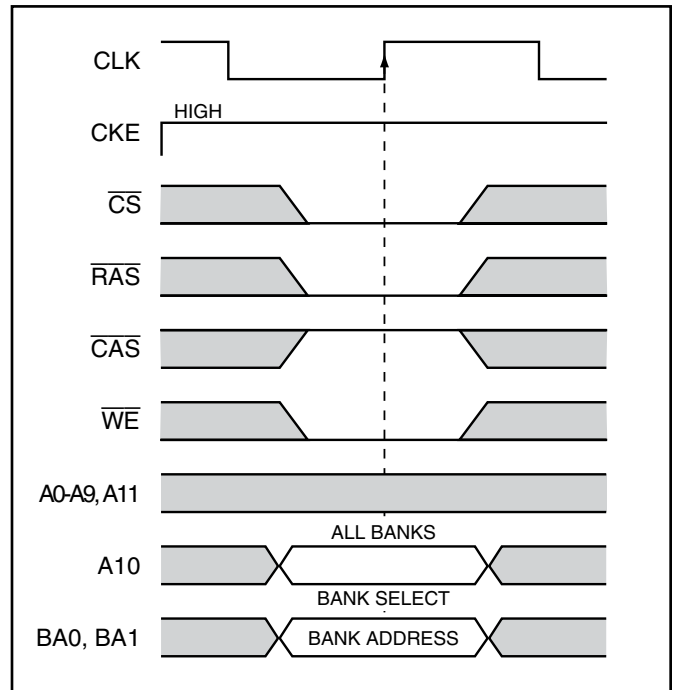 CLK
HIGH
CKE
CS
RAS
CAS
WE
A0-A9, A11
ALL BANKS
A10
BANK SELECT
BA0, BA1
BANK ADDRESS